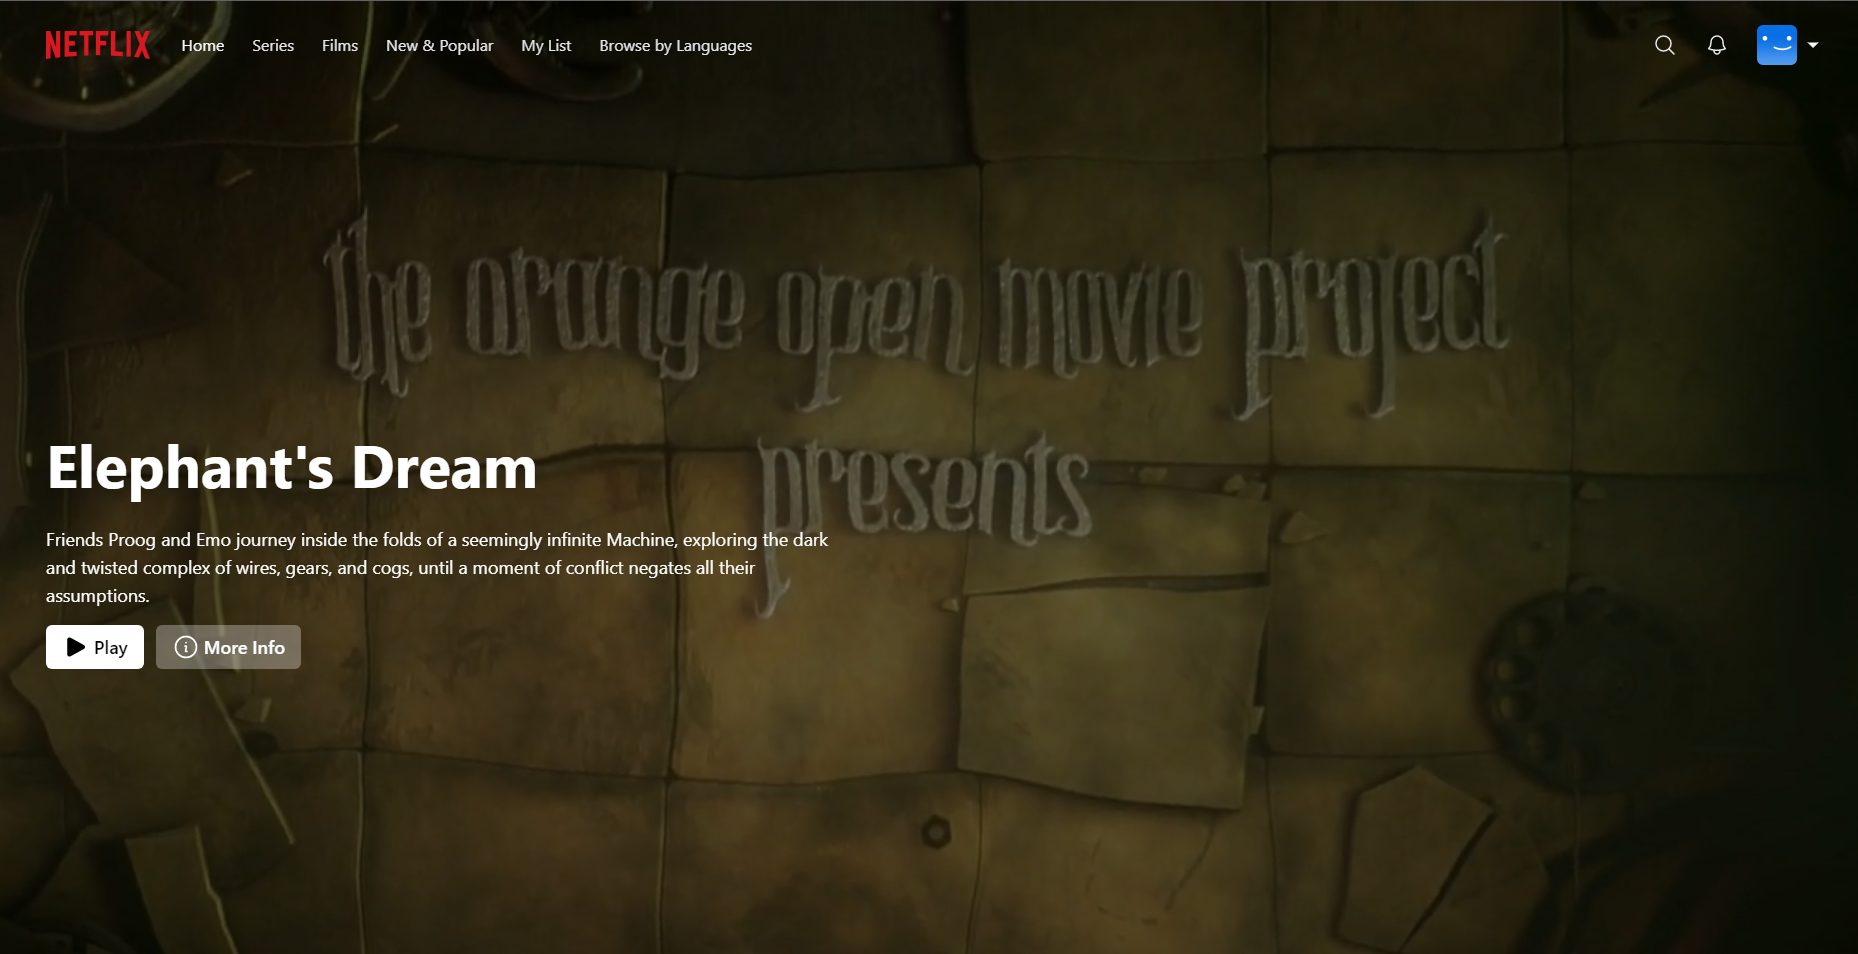 NETFLIX Home Series Films New & Popular My List Browse by Languages
the orange open movie project
presents
Elephant's Dream
Friends Proog and Emo journey inside the folds of a seemingly infinite Machine, exploring the dark
and twisted complex of wires, gears, and cogs, until a moment of conflict negates all their
assumptions.
Play More Info